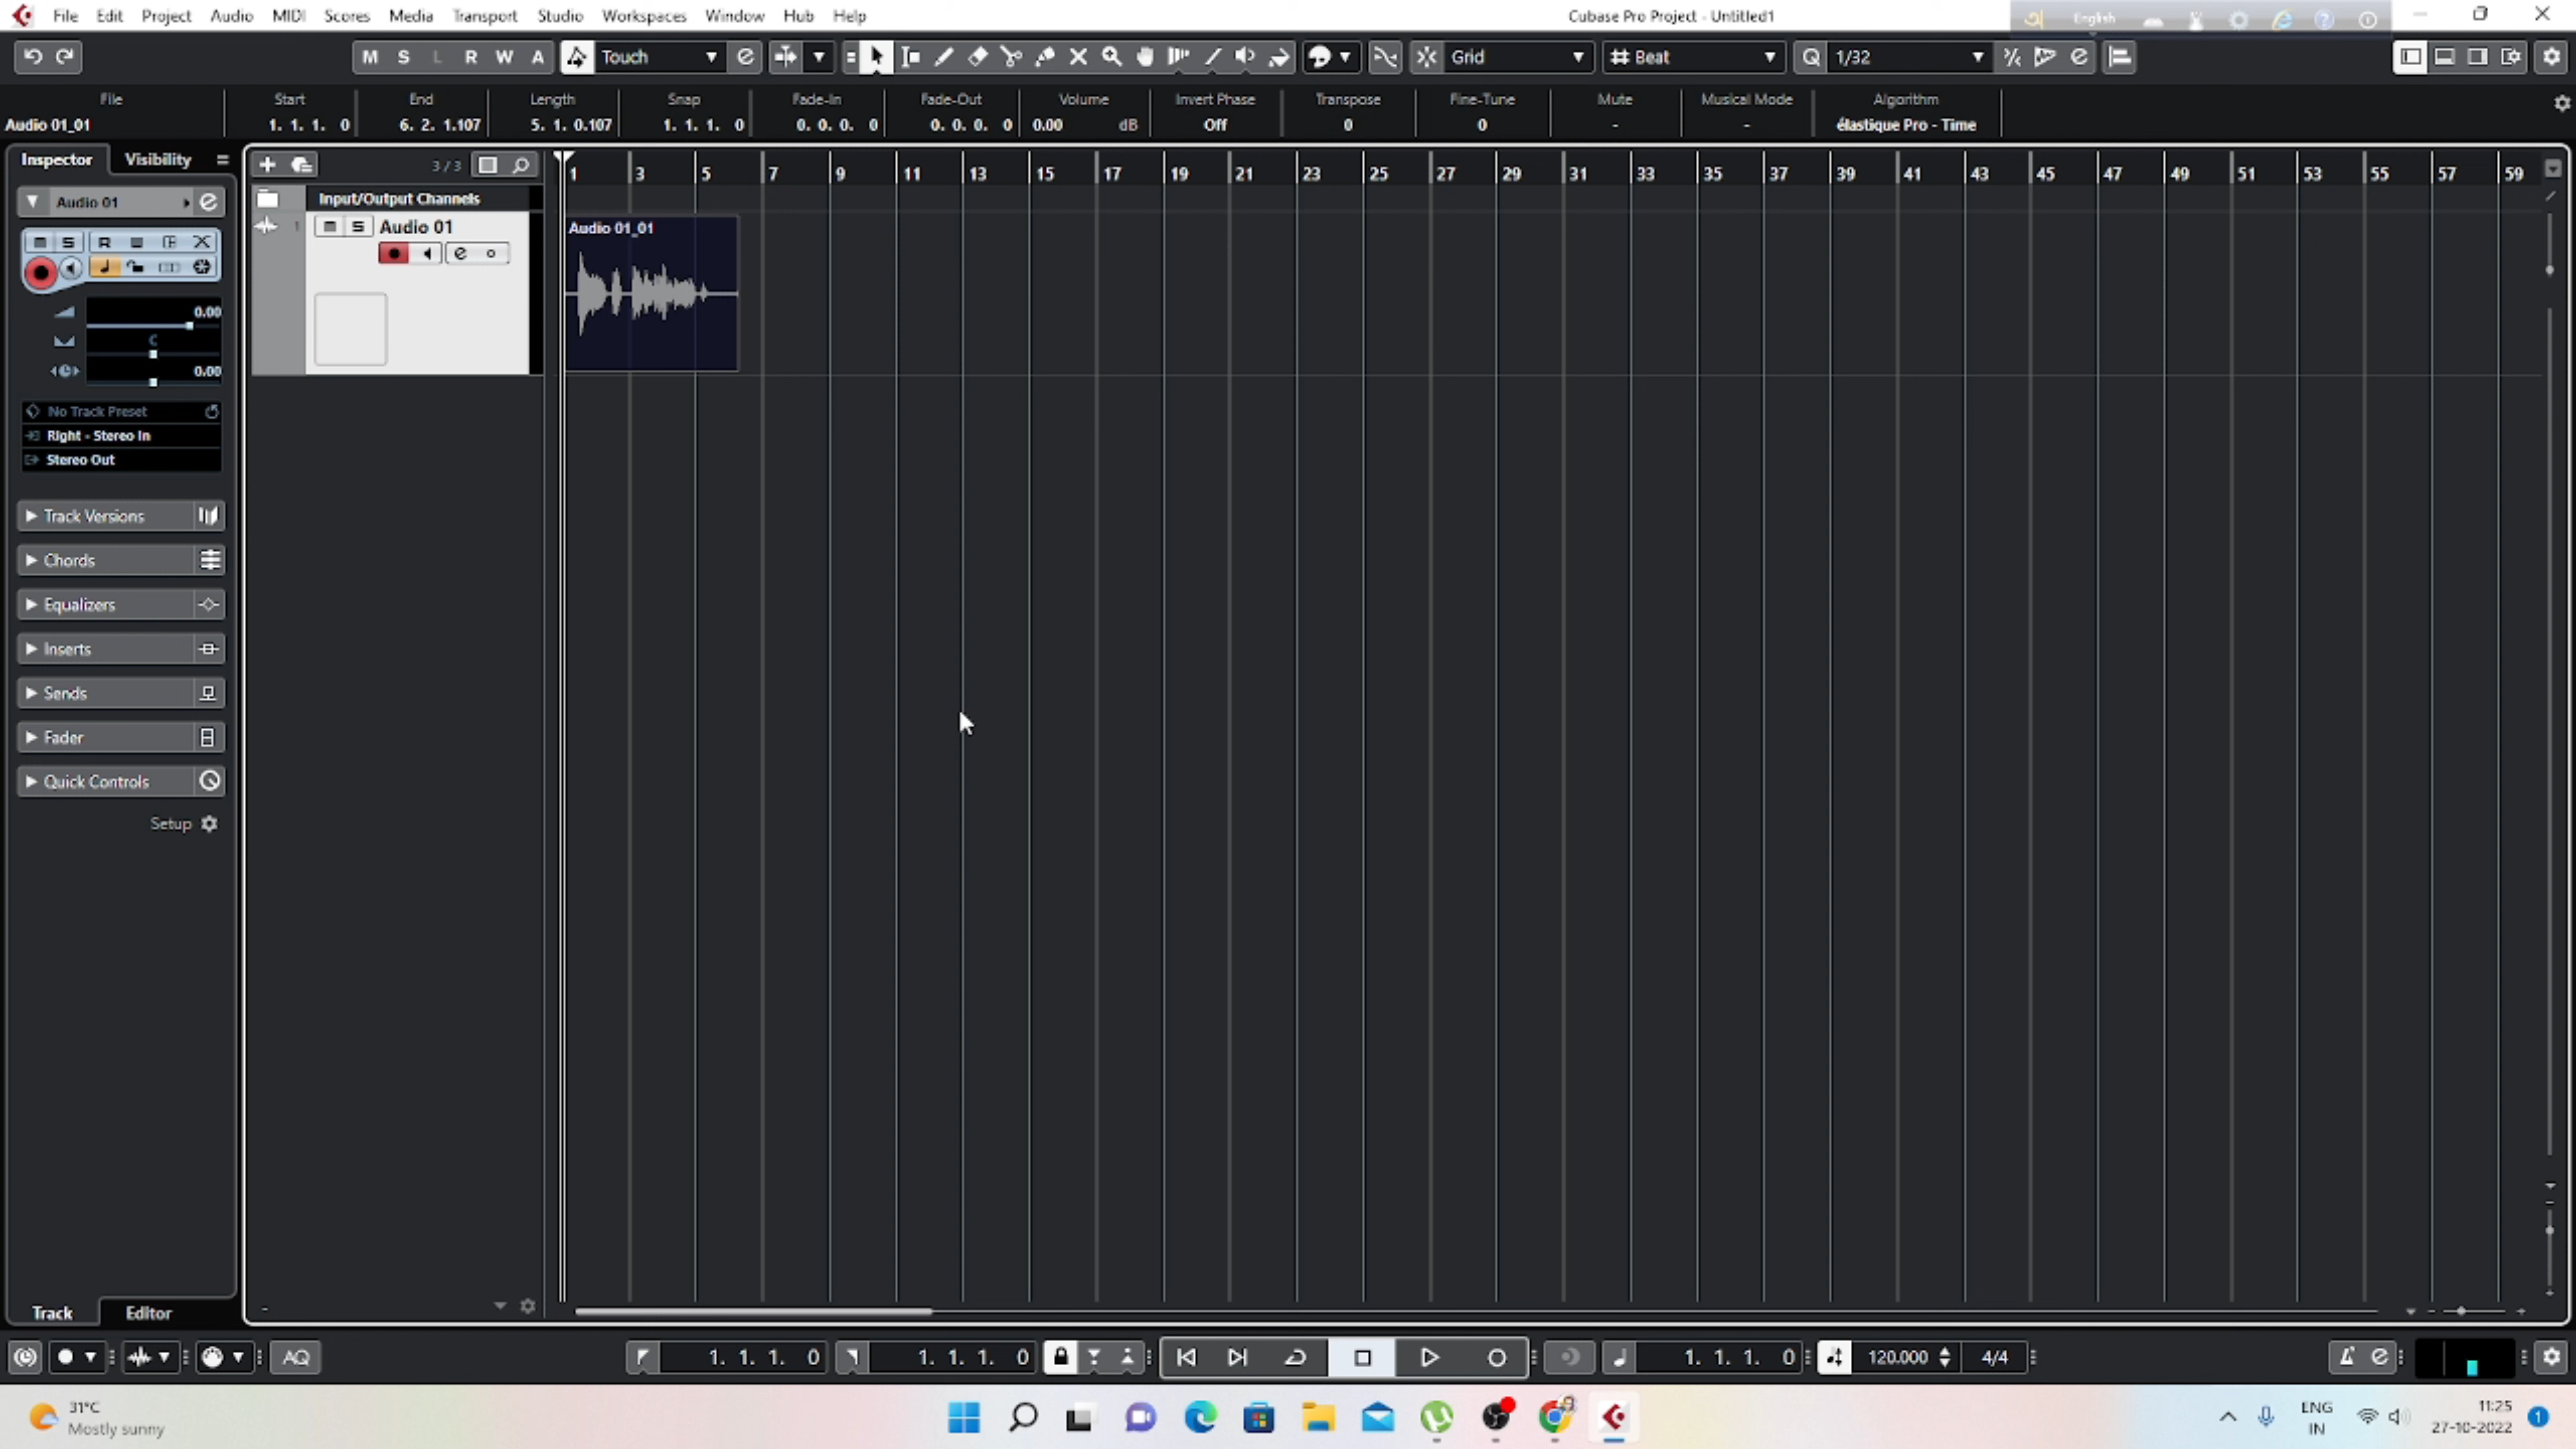 File Edit Project Audio MIDI Scores Media Transport Studio Workspaces Window Hub Help
Cubase Pro Project - Untitled1
English
M S L R W A Touch Grid Beat Q 1/32
File Start End Length Snap Fade-In Fade-Out Volume Invert Phase Transpose Fine-Tune Mute Musical Mode Algorithm
Audio 01_01 1. 1. 1. 0 6. 2. 1.107 5. 1. 0.107 1. 1. 1. 0 0. 0. 0. 0 0. 0. 0. 0 0.00 dB Off 0 0 - - élastique Pro - Time
Inspector Visibility
3 / 3
1 3 5 7 9 11 13 15 17 19 21 23 25 27 29 31 33 35 37 39 41 43 45 47 49 51 53 55 57 59
Audio 01
Input/Output Channels
1 S Audio 01
Audio 01_01
S R
0.00
C
0.00
No Track Preset
Right - Stereo In
Stereo Out
Track Versions
Chords
Equalizers
Inserts
Sends
Fader
Quick Controls
Setup
Track Editor
AQ 1. 1. 1. 0 1. 1. 1. 0 1. 1. 1. 0 120.000 4/4
31°C
Mostly sunny
ENG
IN
11:25
27-10-2022
1